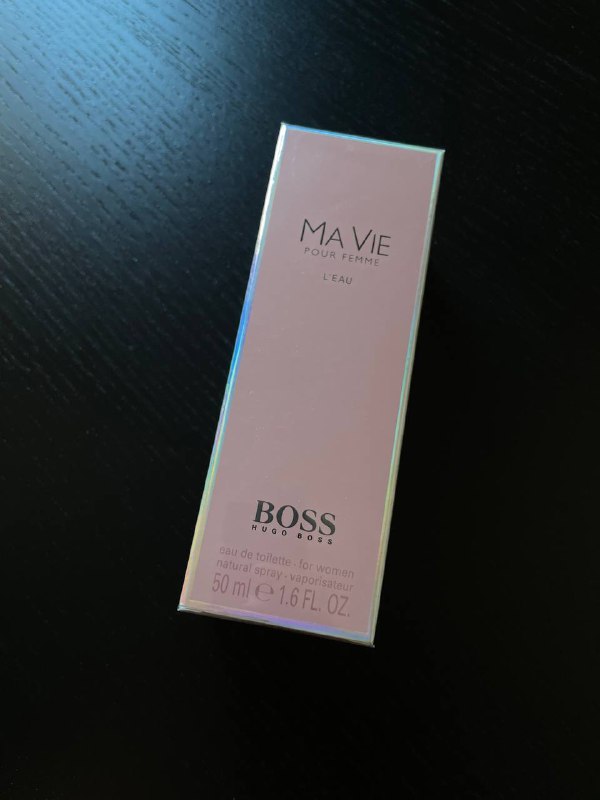 MA VIE
POUR FEMME
L'EAU
BOSS
HUGO BOSS
eau de toilette · for women
natural spray · vaporisateur
50 ml ℮ 1.6 FL. OZ.